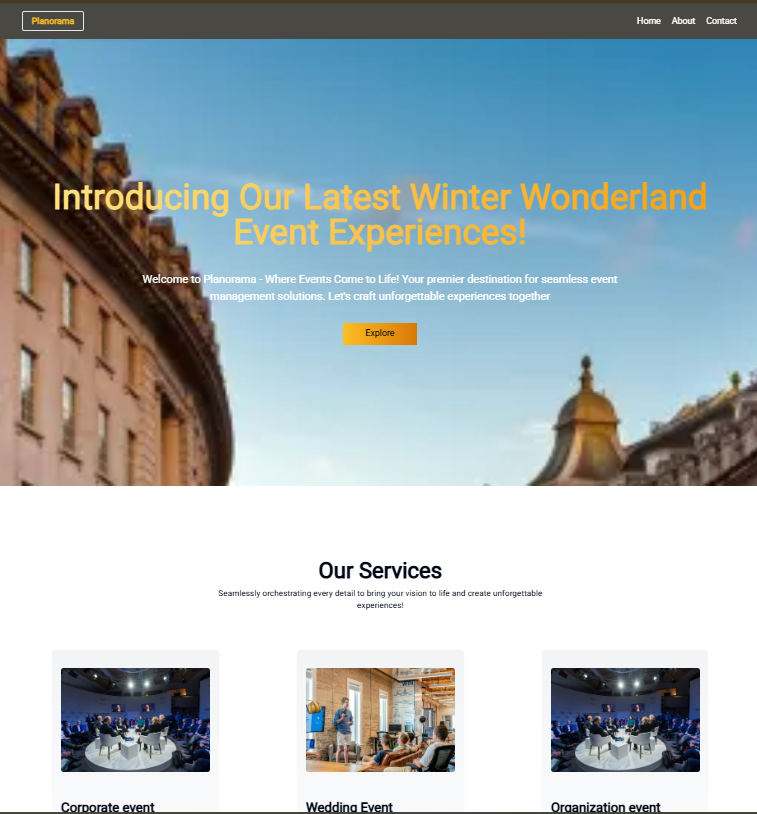 Planorama
Home About Contact
Introducing Our Latest Winter Wonderland
Event Experiences!
Welcome to Planorama - Where Events Come to Life! Your premier destination for seamless event
management solutions. Let's craft unforgettable experiences together
Explore
Our Services
Seamlessly orchestrating every detail to bring your vision to life and create unforgettable
experiences!
Corporate event
Wedding Event
Organization event